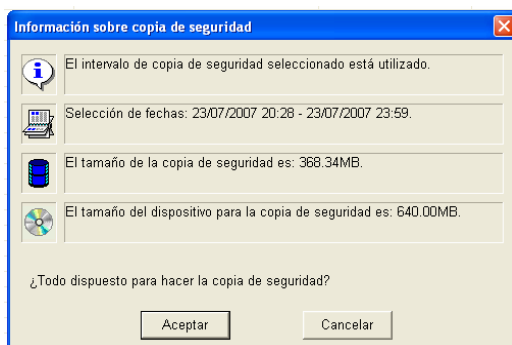 Información sobre copia de seguridad
El intervalo de copia de seguridad seleccionado está utilizado.
Selección de fechas: 23/07/2007 20:28 - 23/07/2007 23:59.
El tamaño de la copia de seguridad es: 368.34MB.
El tamaño del dispositivo para la copia de seguridad es: 640.00MB.
¿Todo dispuesto para hacer la copia de seguridad?
Aceptar
Cancelar